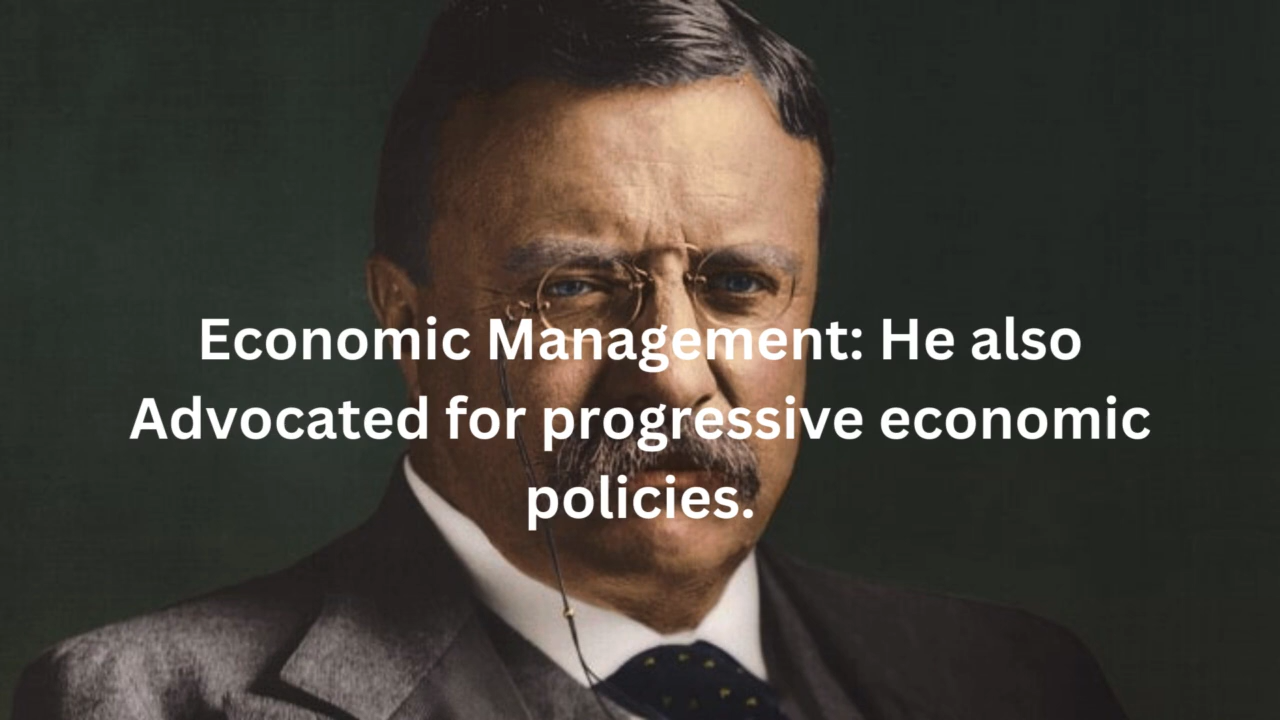 Economic Management: He also
Advocated for progressive economic
policies.